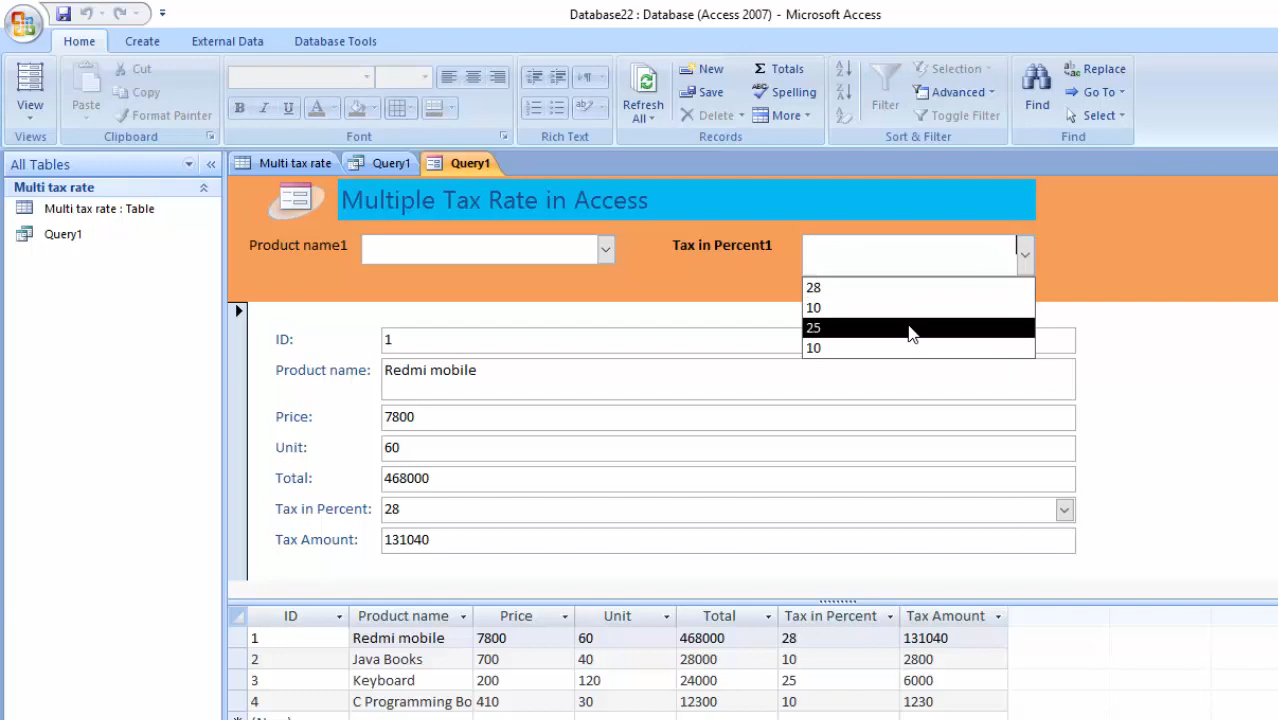 Database22 : Database (Access 2007) - Microsoft Access
Home Create External Data Database Tools
View Paste Cut Copy Format Painter
B I U A
Refresh All New Save Delete Totals Spelling More
Filter Selection Advanced Toggle Filter
Find Replace Go To Select
Views Clipboard Font Rich Text Records Sort & Filter Find
All Tables
Multi tax rate
Multi tax rate : Table
Query1
Multi tax rate Query1 Query1
Multiple Tax Rate in Access
Product name1 Tax in Percent1
28
10
25
10
ID: 1
Product name: Redmi mobile
Price: 7800
Unit: 60
Total: 468000
Tax in Percent: 28
Tax Amount: 131040
ID Product name Price Unit Total Tax in Percent Tax Amount
1 Redmi mobile 7800 60 468000 28 131040
2 Java Books 700 40 28000 10 2800
3 Keyboard 200 120 24000 25 6000
4 C Programming Bo 410 30 12300 10 1230